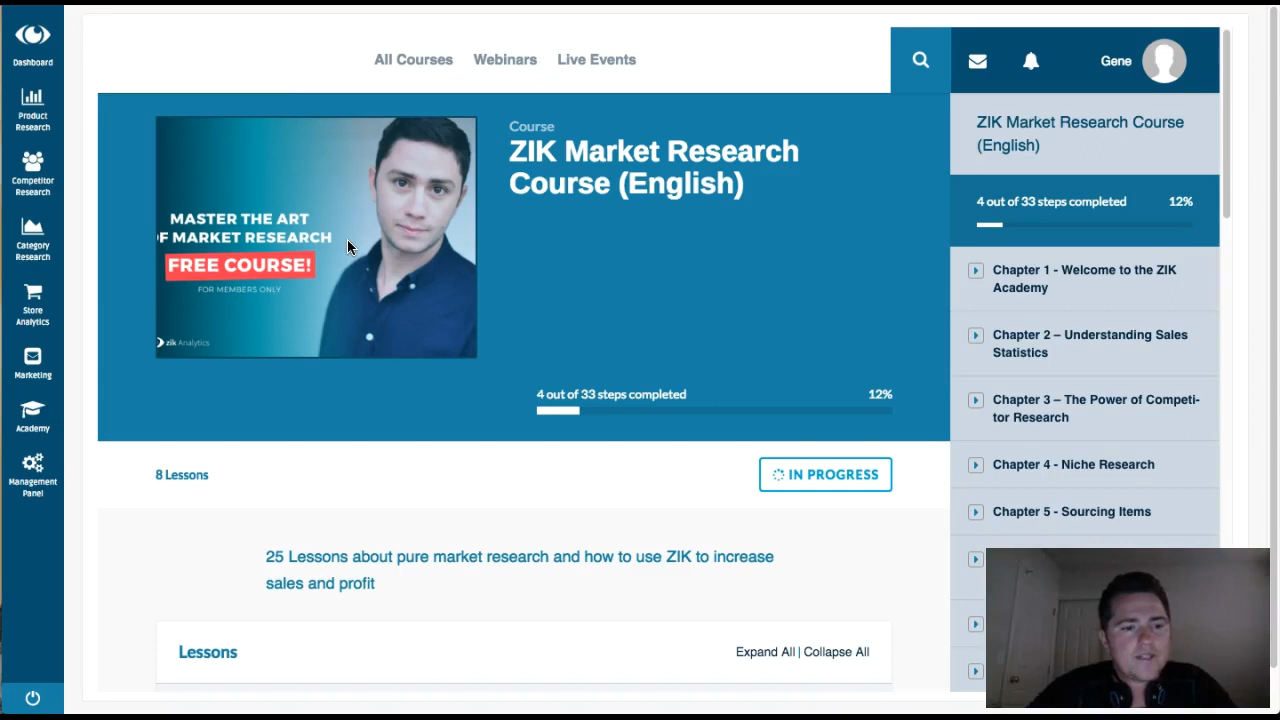 Dashboard
Product
Research
Competitor
Research
Category
Research
Store
Analytics
Marketing
Academy
Management
Panel
All Courses
Webinars
Live Events
Gene
MASTER THE ART
OF MARKET RESEARCH
FREE COURSE!
FOR MEMBERS ONLY
zik Analytics
Course
ZIK Market Research
Course (English)
4 out of 33 steps completed
12%
8 Lessons
IN PROGRESS
25 Lessons about pure market research and how to use ZIK to increase
sales and profit
Lessons
Expand All | Collapse All
ZIK Market Research Course
(English)
4 out of 33 steps completed
12%
Chapter 1 - Welcome to the ZIK
Academy
Chapter 2 – Understanding Sales
Statistics
Chapter 3 – The Power of Competi-
tor Research
Chapter 4 - Niche Research
Chapter 5 - Sourcing Items